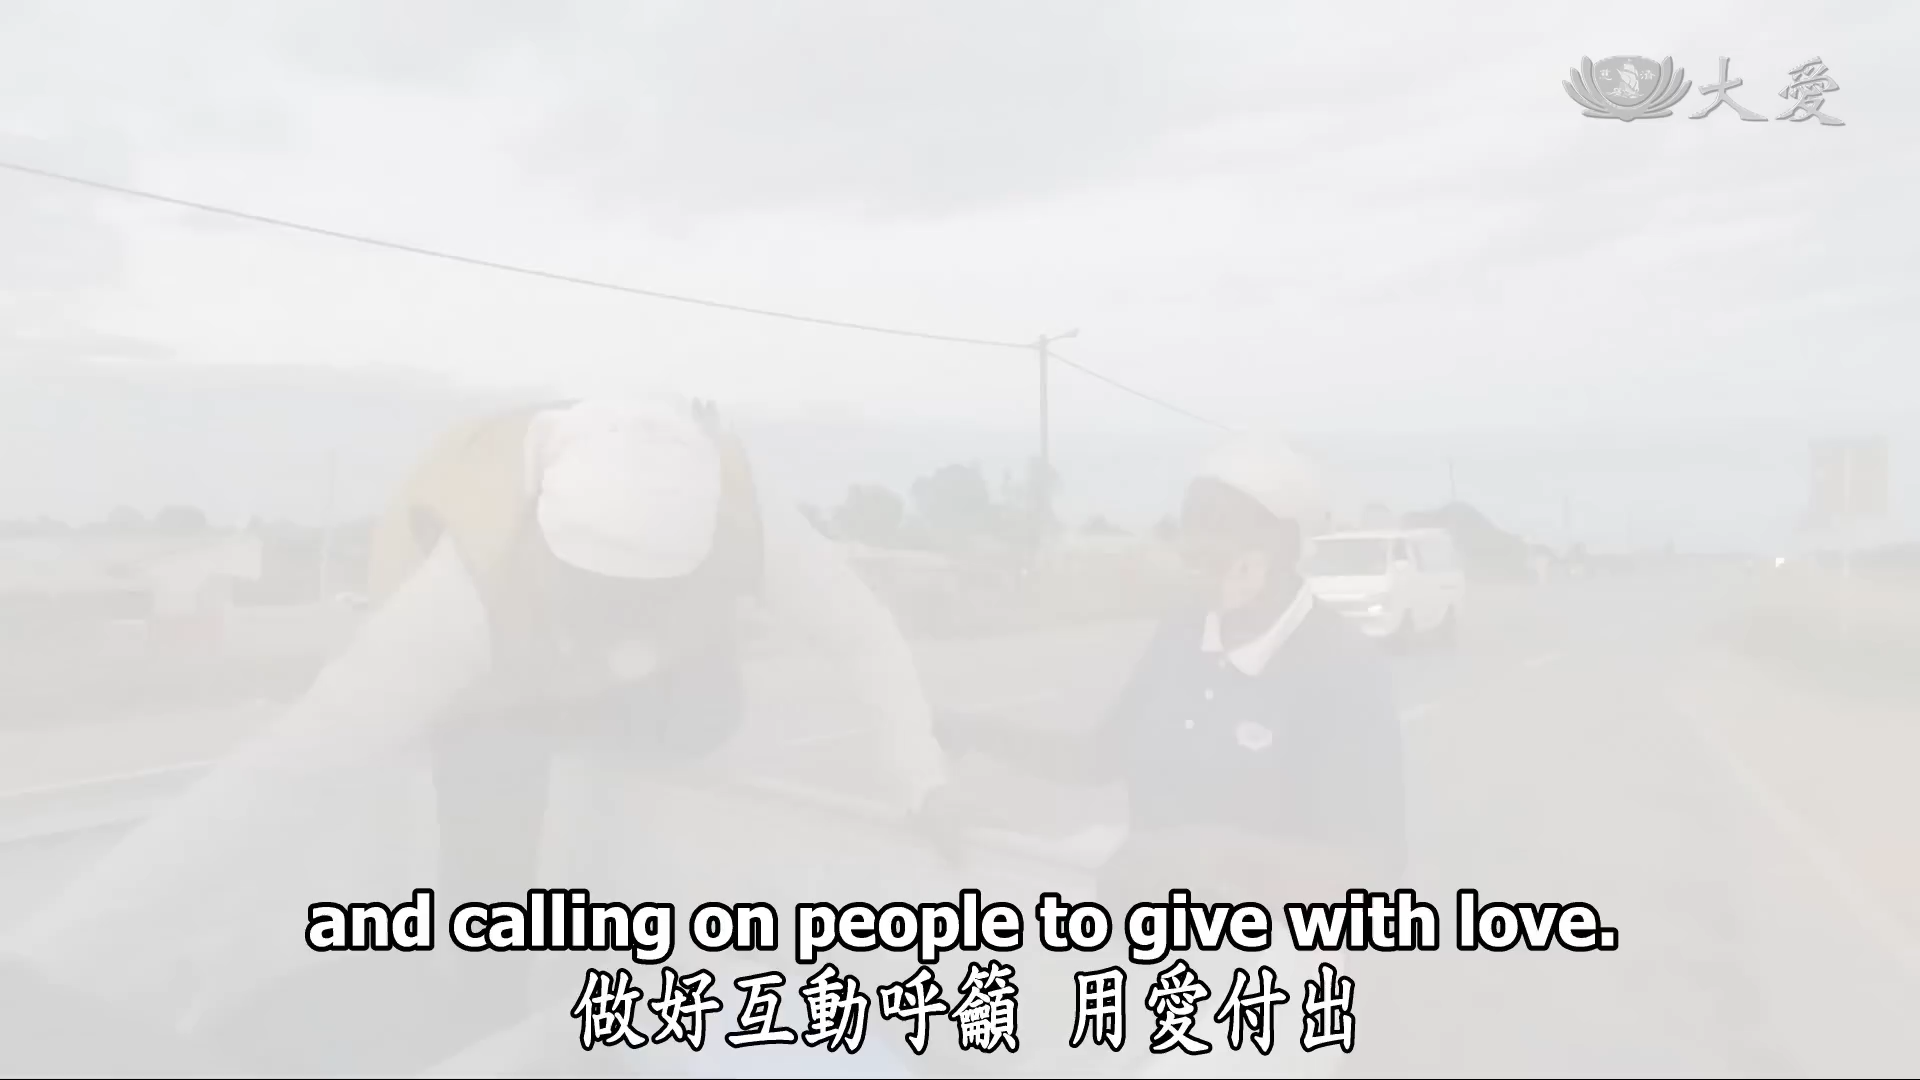 大愛
and calling on people to give with love.
做好互動呼籲 用愛付出